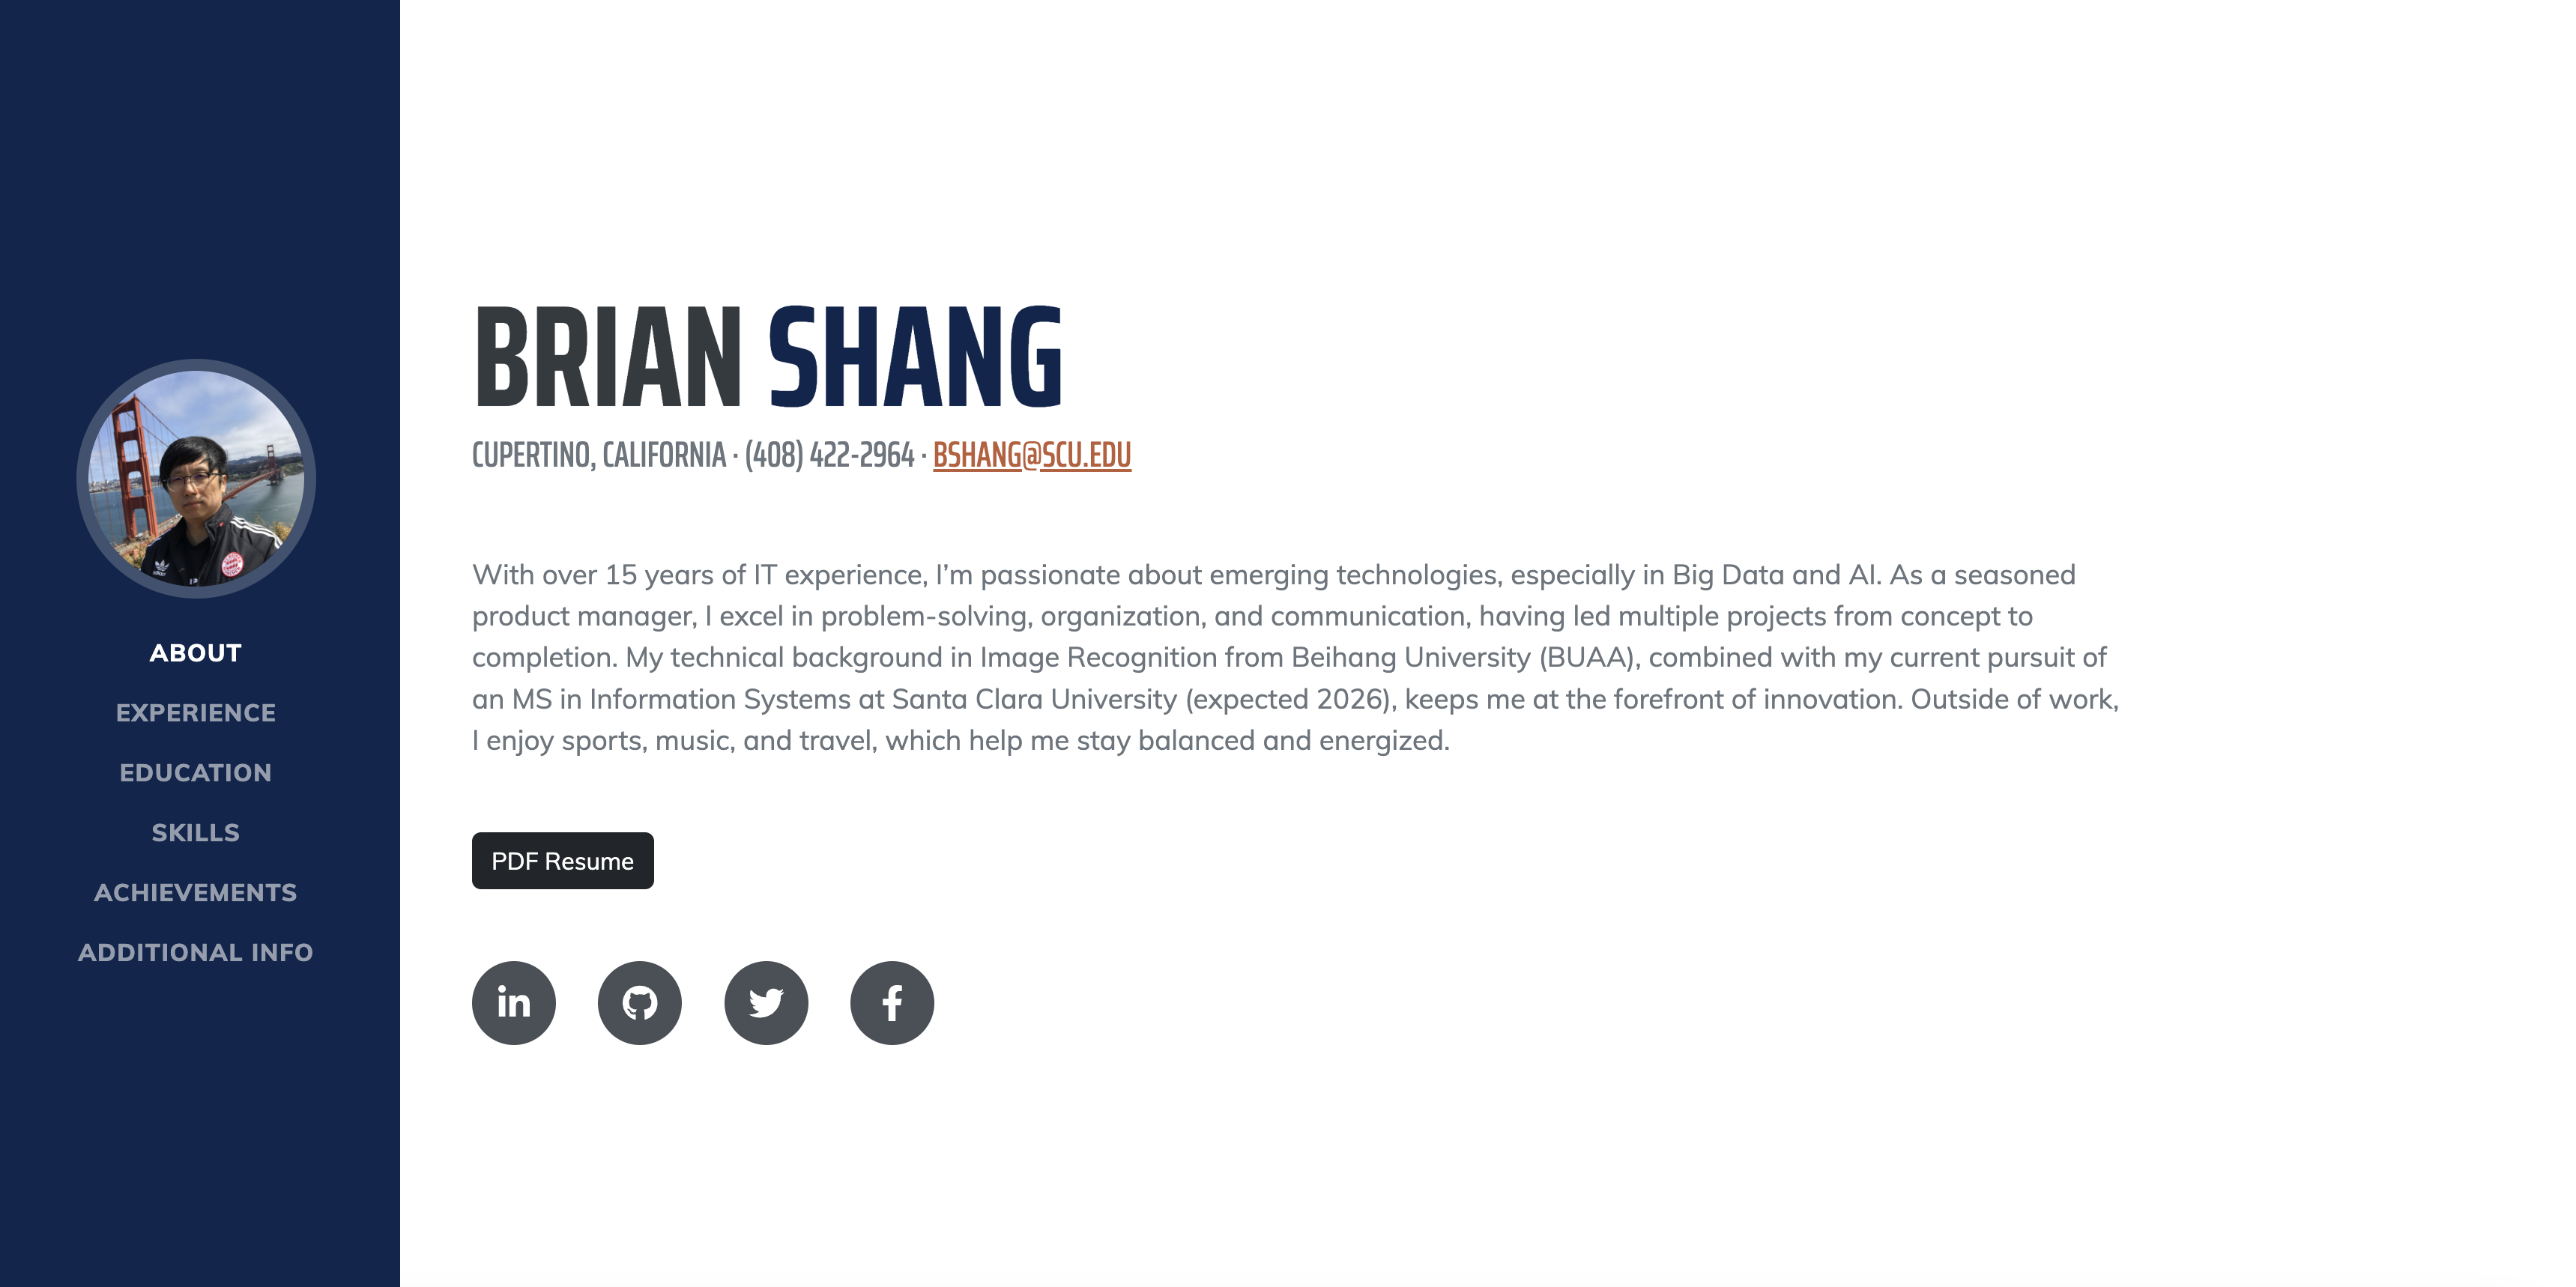 ABOUT
EXPERIENCE
EDUCATION
SKILLS
ACHIEVEMENTS
ADDITIONAL INFO
BRIAN SHANG
CUPERTINO, CALIFORNIA · (408) 422-2964 · BSHANG@SCU.EDU
With over 15 years of IT experience, I’m passionate about emerging technologies, especially in Big Data and AI. As a seasoned
product manager, I excel in problem-solving, organization, and communication, having led multiple projects from concept to
completion. My technical background in Image Recognition from Beihang University (BUAA), combined with my current pursuit of
an MS in Information Systems at Santa Clara University (expected 2026), keeps me at the forefront of innovation. Outside of work,
I enjoy sports, music, and travel, which help me stay balanced and energized.
PDF Resume
in